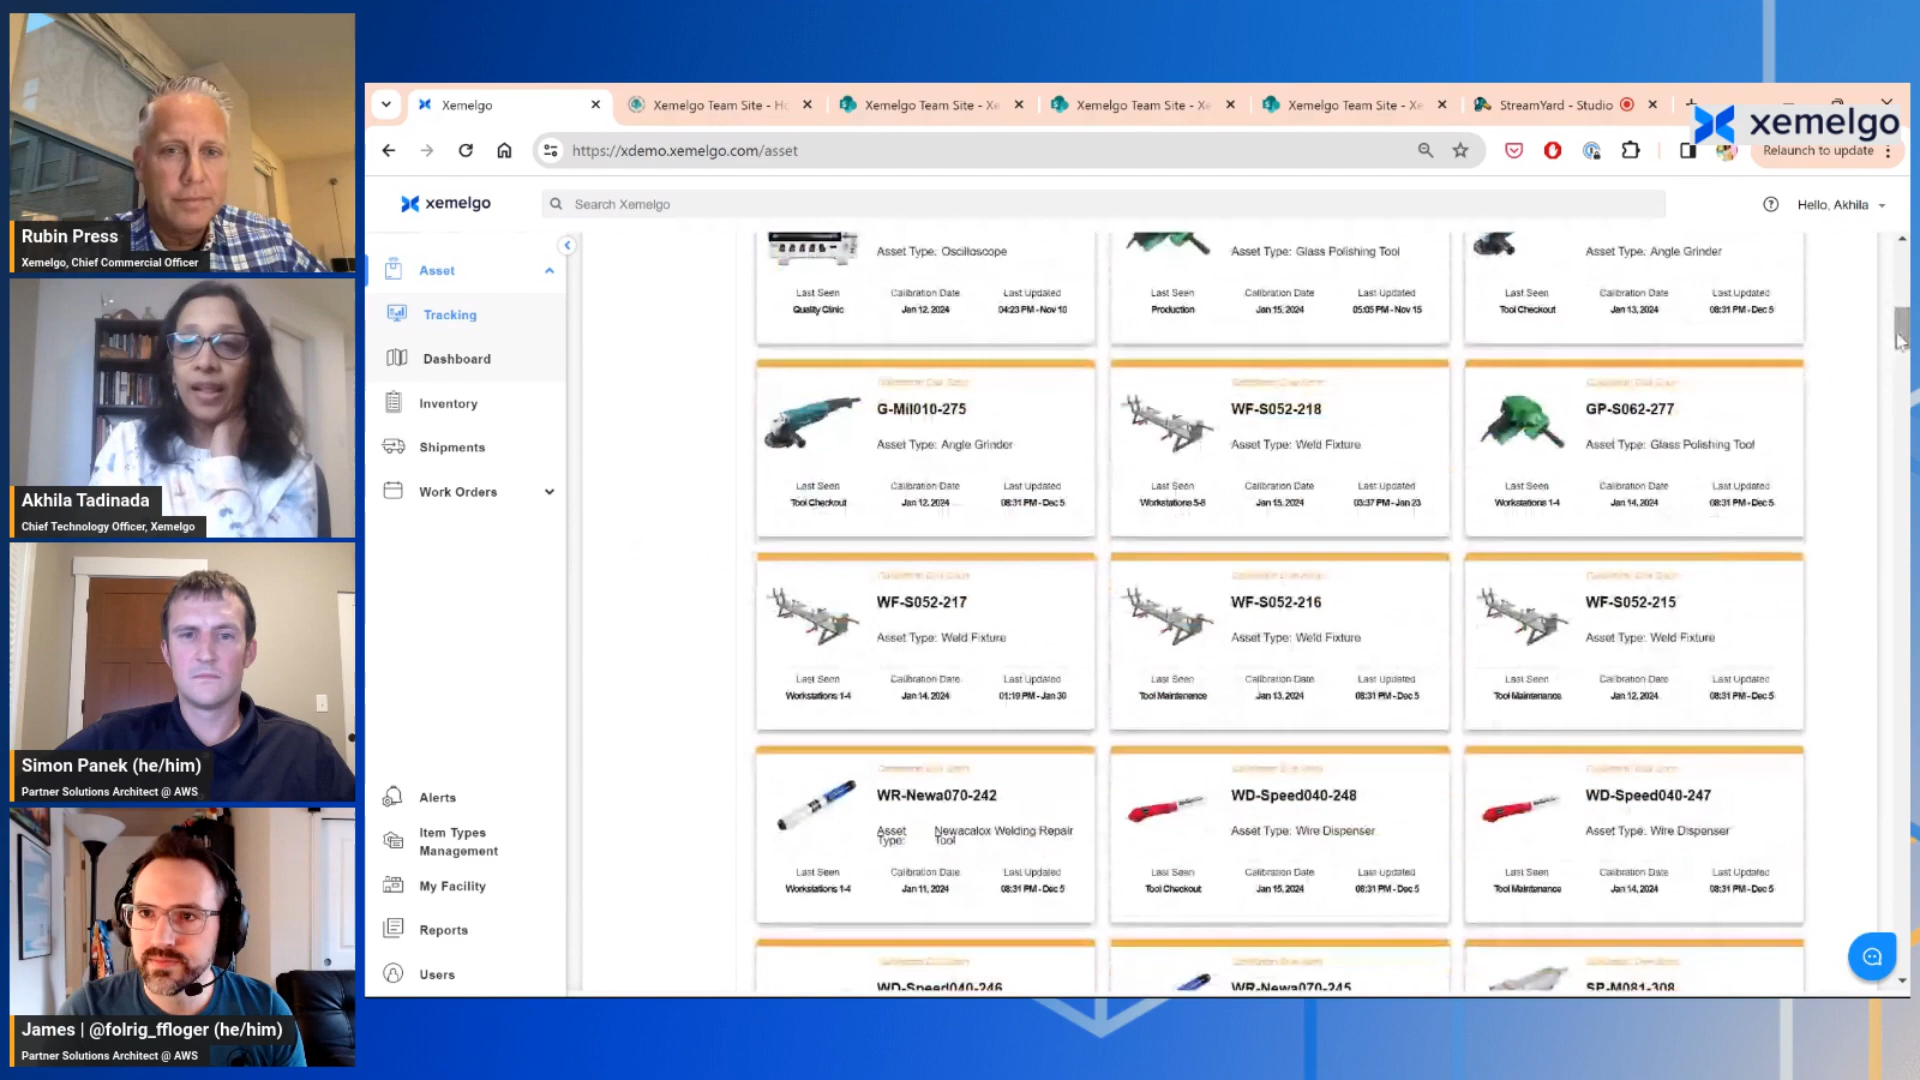 Rubin Press
Xemelgo, Chief Commercial Officer
Akhila Tadinada
Chief Technology Officer, Xemelgo
Simon Panek (he/him)
Partner Solutions Architect @ AWS
James | @folrig_ffloger (he/him)
Partner Solutions Architect @ AWS
Xemelgo
Xemelgo Team Site - Ho
Xemelgo Team Site - Xe
Xemelgo Team Site - Xe
Xemelgo Team Site - Xe
StreamYard - Studio
xemelgo
https://xdemo.xemelgo.com/asset
Relaunch to update
xemelgo
Search Xemelgo
Hello, Akhila
Asset
Tracking
Dashboard
Inventory
Shipments
Work Orders
Alerts
Item Types
Management
My Facility
Reports
Users
Asset Type: Oscilloscope
Last Seen Calibration Date Last Updated
Quality Clinic Jan 12, 2024 04:23 PM - Nov 10
Asset Type: Glass Polishing Tool
Last Seen Calibration Date Last Updated
Production Jan 15, 2024 05:05 PM - Nov 15
Asset Type: Angle Grinder
Last Seen Calibration Date Last Updated
Tool Checkout Jan 13, 2024 08:31 PM - Dec 5
G-Mil010-275
Asset Type: Angle Grinder
Last Seen Calibration Date Last Updated
Tool Checkout Jan 12, 2024 08:31 PM - Dec 5
WF-S052-218
Asset Type: Weld Fixture
Last Seen Calibration Date Last Updated
Workstations 5-8 Jan 15, 2024 03:37 PM - Jan 23
GP-S062-277
Asset Type: Glass Polishing Tool
Last Seen Calibration Date Last Updated
Workstations 1-4 Jan 14, 2024 08:31 PM - Dec 5
WF-S052-217
Asset Type: Weld Fixture
Last Seen Calibration Date Last Updated
Workstations 1-4 Jan 14, 2024 01:19 PM - Jan 30
WF-S052-216
Asset Type: Weld Fixture
Last Seen Calibration Date Last Updated
Tool Maintenance Jan 13, 2024 08:31 PM - Dec 5
WF-S052-215
Asset Type: Weld Fixture
Last Seen Calibration Date Last Updated
Tool Maintenance Jan 12, 2024 08:31 PM - Dec 5
WR-Newa070-242
Asset Type: Newacalox Welding Repair Tool
Last Seen Calibration Date Last Updated
Workstations 1-4 Jan 11, 2024 08:31 PM - Dec 5
WD-Speed040-248
Asset Type: Wire Dispenser
Last Seen Calibration Date Last Updated
Tool Checkout Jan 15, 2024 08:31 PM - Dec 5
WD-Speed040-247
Asset Type: Wire Dispenser
Last Seen Calibration Date Last Updated
Tool Maintenance Jan 14, 2024 08:31 PM - Dec 5
WD-Speed040-246
WR-Newa070-245
SP-M081-308